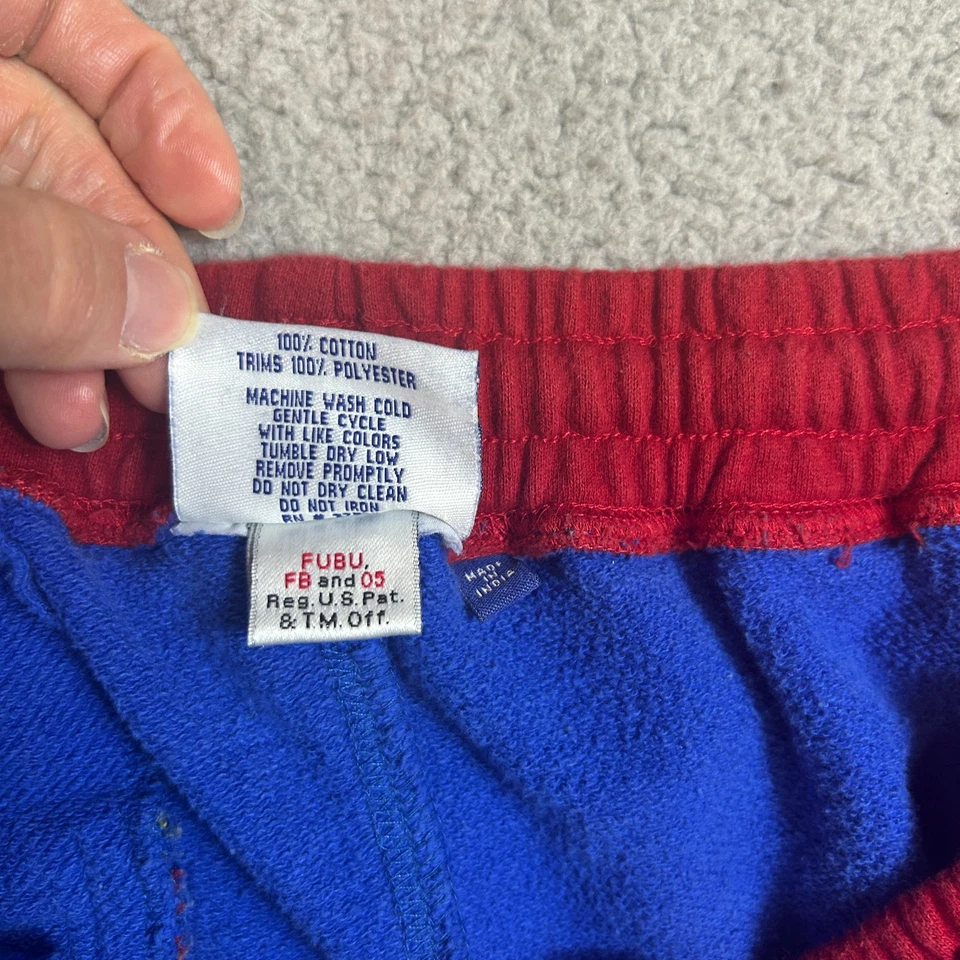 100% COTTON
TRIMS 100% POLYESTER
MACHINE WASH COLD
GENTLE CYCLE
WITH LIKE COLORS
TUMBLE DRY LOW
REMOVE PROMPTLY
DO NOT DRY CLEAN
DO NOT IRON
RN #
FUBU,
FB and 05
Reg. U.S. Pat.
& T.M. Off.
MADE
IN
INDIA